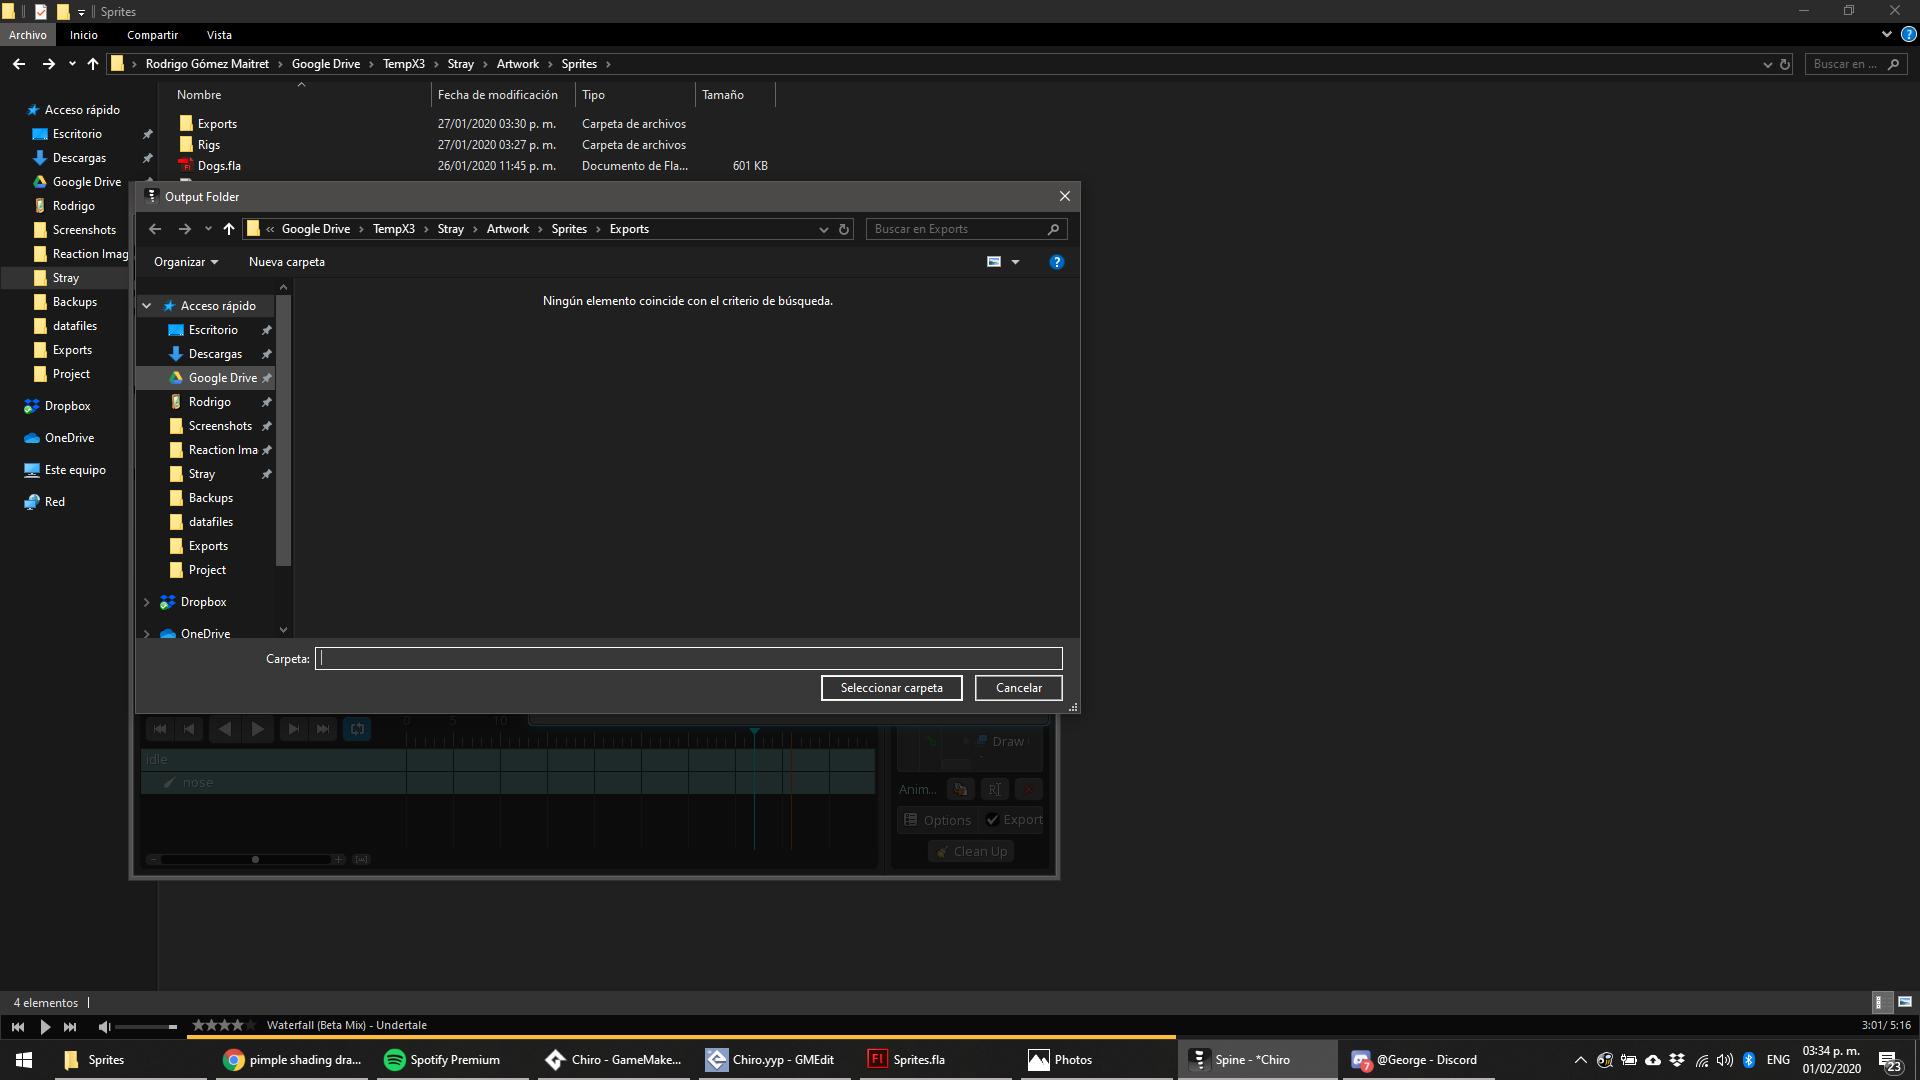 Sprites
Archivo Inicio Compartir Vista
Rodrigo Gómez Maitret Google Drive TempX3 Stray Artwork Sprites
Buscar en ...
Nombre Fecha de modificación Tipo Tamaño
Exports 27/01/2020 03:30 p. m. Carpeta de archivos
Rigs 27/01/2020 03:27 p. m. Carpeta de archivos
Dogs.fla 26/01/2020 11:45 p. m. Documento de Fla... 601 KB
Acceso rápido
Escritorio
Descargas
Google Drive
Rodrigo
Screenshots
Reaction Imag
Stray
Backups
datafiles
Exports
Project
Dropbox
OneDrive
Este equipo
Red
Output Folder
« Google Drive TempX3 Stray Artwork Sprites Exports
Buscar en Exports
Organizar Nueva carpeta
Ningún elemento coincide con el criterio de búsqueda.
Acceso rápido
Escritorio
Descargas
Google Drive
Rodrigo
Screenshots
Reaction Ima
Stray
Backups
datafiles
Exports
Project
Dropbox
OneDrive
Carpeta:
Seleccionar carpeta Cancelar
0 5 10
idle
nose
Draw
Anim...
Options Export
Clean Up
4 elementos
Waterfall (Beta Mix) - Undertale
3:01/ 5:16
Sprites
pimple shading dra...
Spotify Premium
Chiro - GameMake...
Chiro.yyp - GMEdit
Sprites.fla
Photos
Spine - *Chiro
7
@George - Discord
ENG
03:34 p. m.
01/02/2020
23